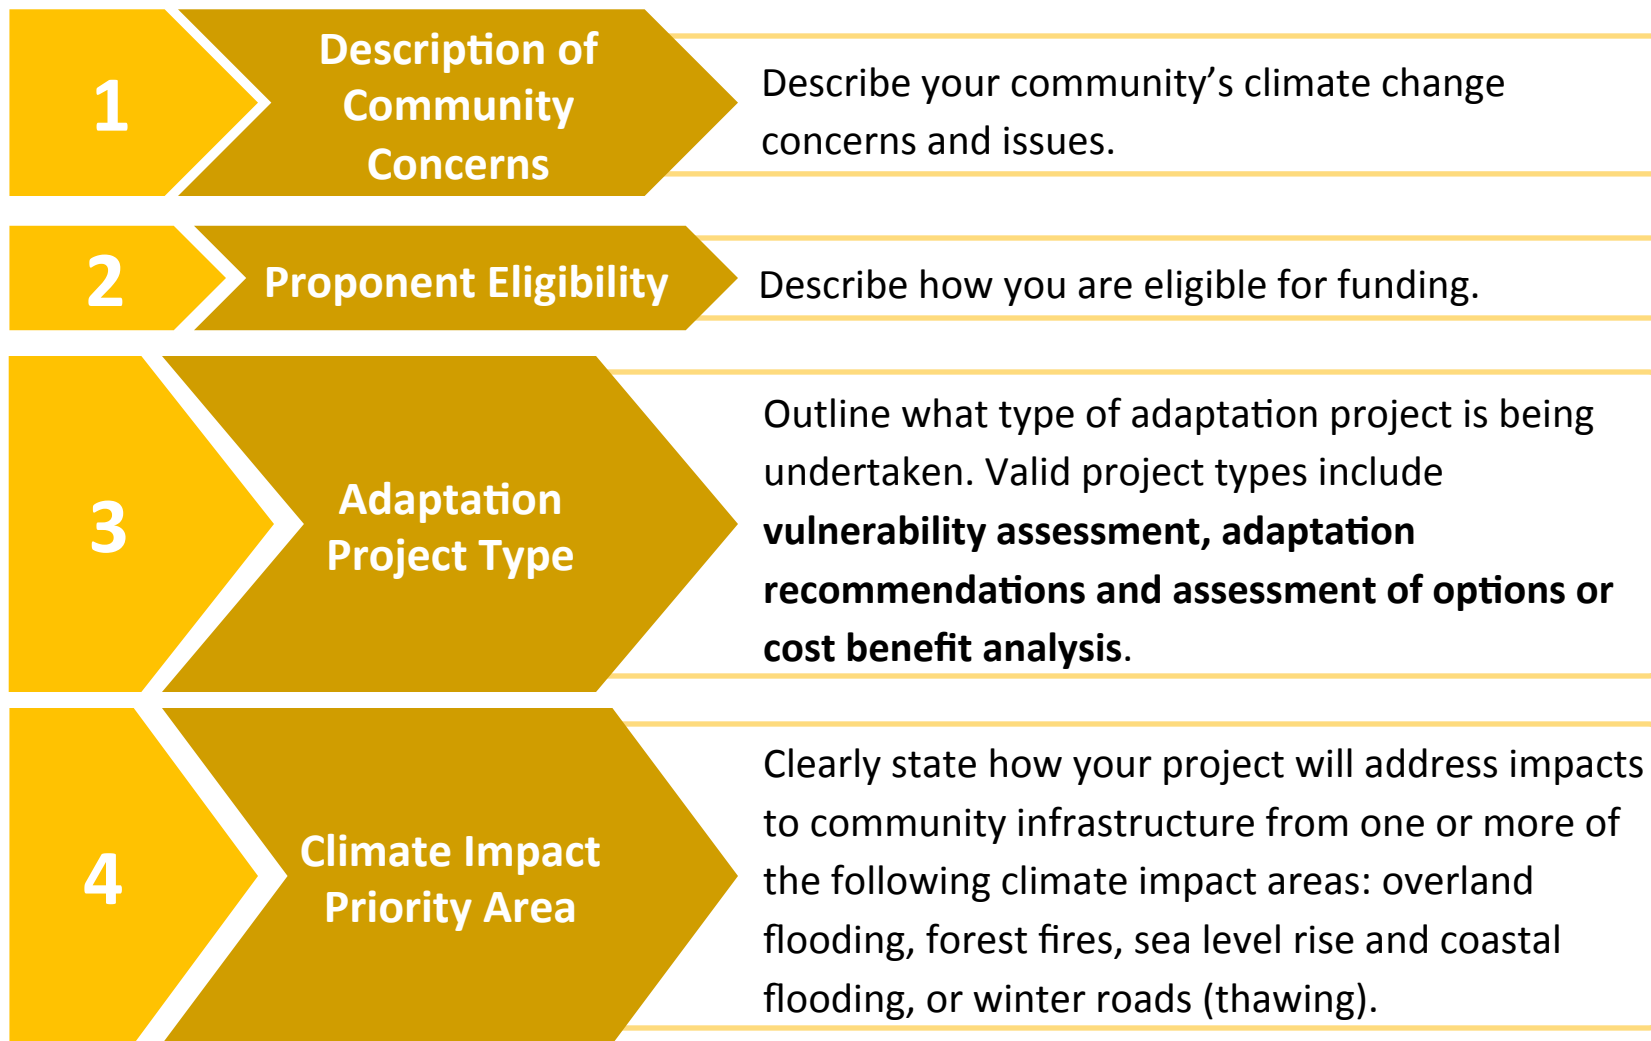 1
Description of
Community
Concerns
Describe your community’s climate change
concerns and issues.
2
Proponent Eligibility
Describe how you are eligible for funding.
3
Adaptation
Project Type
Outline what type of adaptation project is being
undertaken. Valid project types include
vulnerability assessment, adaptation
recommendations and assessment of options or
cost benefit analysis.
4
Climate Impact
Priority Area
Clearly state how your project will address impacts
to community infrastructure from one or more of
the following climate impact areas: overland
flooding, forest fires, sea level rise and coastal
flooding, or winter roads (thawing).